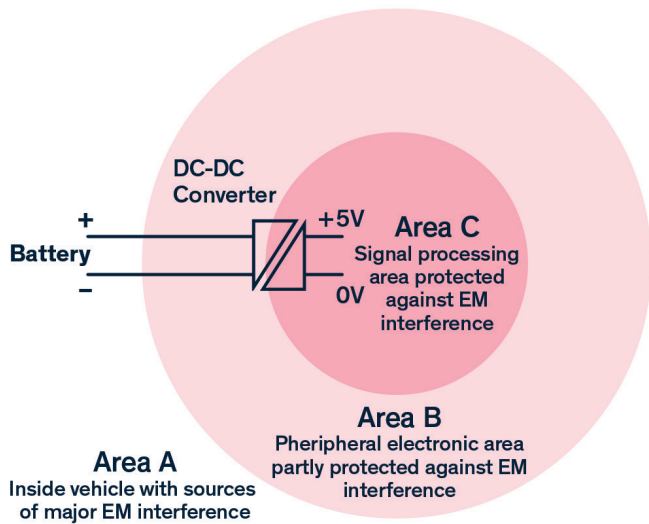 DC-DC
Converter
+
Battery
–
+5V
0V
Area C
Signal processing
area protected
against EM
interference
Area B
Pheripheral electronic area
partly protected against EM
interference
Area A
Inside vehicle with sources
of major EM interference